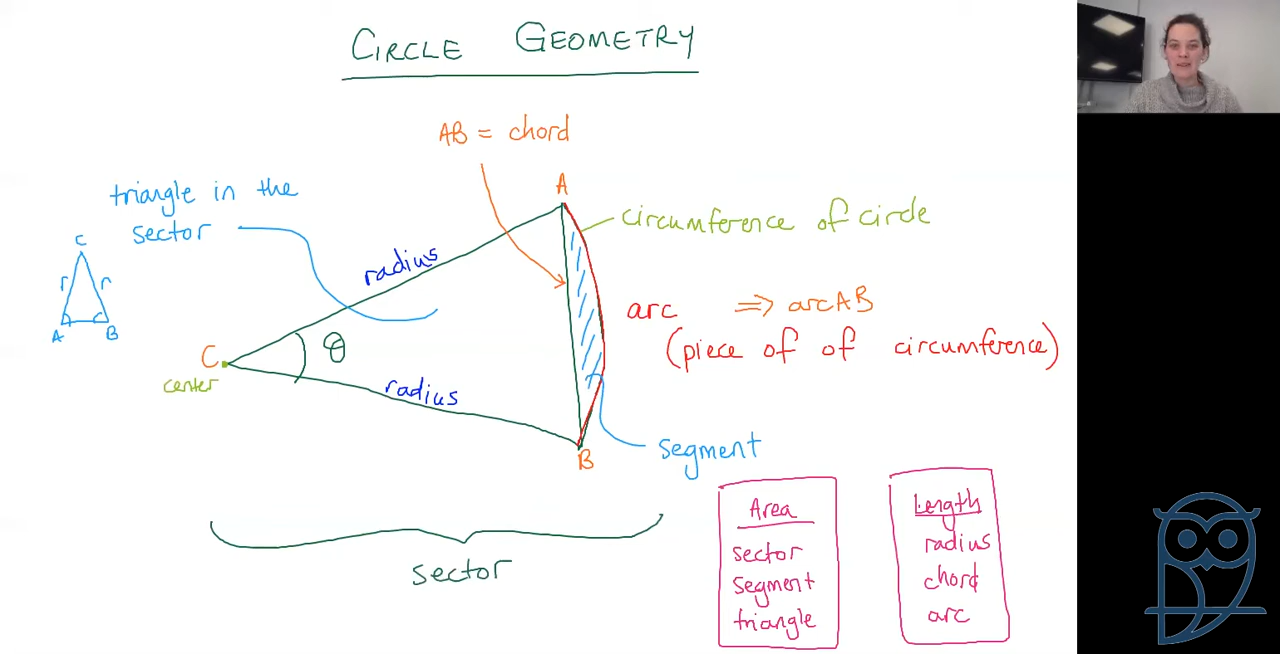 CIRCLE GEOMETRY
AB = chord
triangle in the
sector
A
circumference of circle
C
r r
A B
radius
arc ⇒ arcAB
(piece of of circumference)
θ
C
center
radius
B
segment
sector
Area
sector
segment
triangle
Length
radius
chord
arc